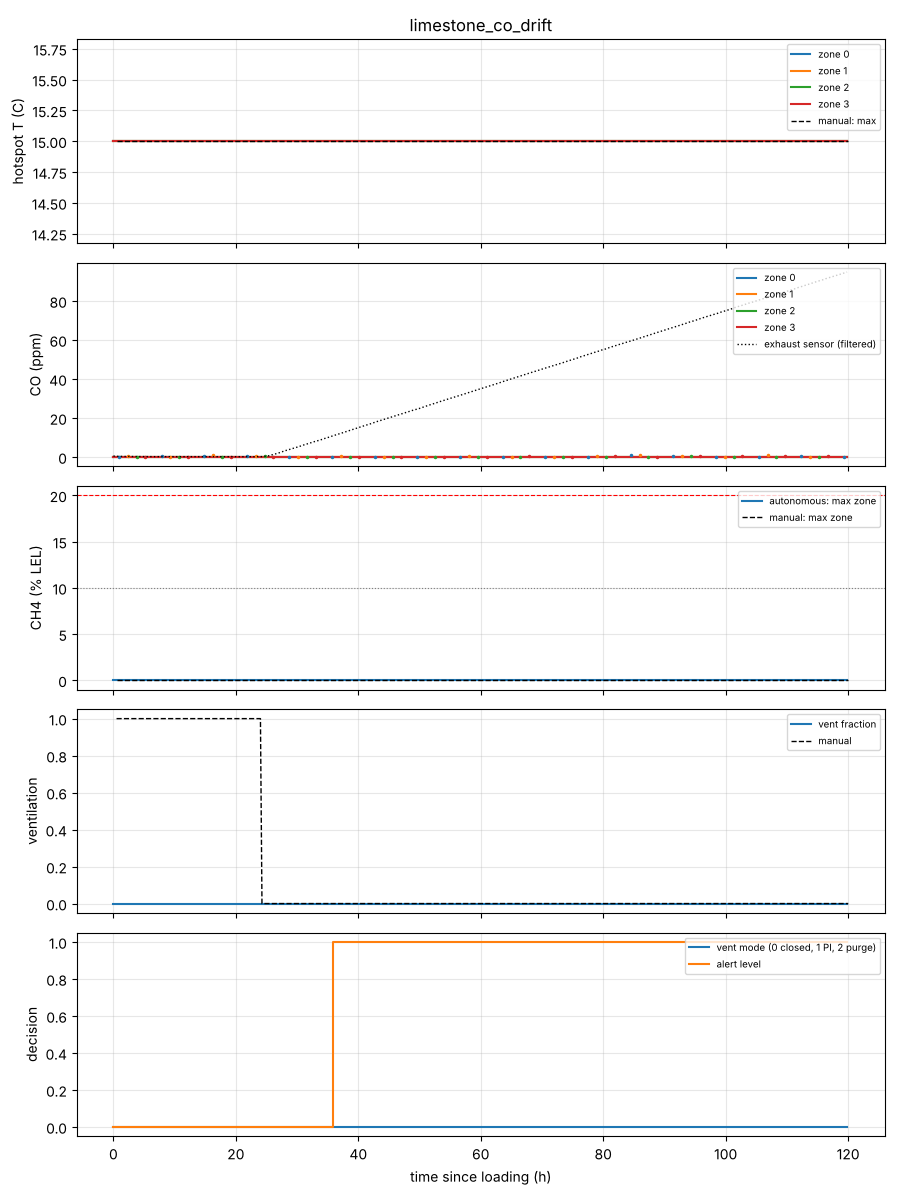 limestone_co_drift
15.75
15.50
15.25
15.00
14.75
14.50
14.25
hotspot T (C)
zone 0
zone 1
zone 2
zone 3
manual: max
80
60
40
20
0
CO (ppm)
zone 0
zone 1
zone 2
zone 3
exhaust sensor (filtered)
20
15
10
5
0
CH4 (% LEL)
autonomous: max zone
manual: max zone
1.0
0.8
0.6
0.4
0.2
0.0
ventilation
vent fraction
manual
1.0
0.8
0.6
0.4
0.2
0.0
decision
vent mode (0 closed, 1 PI, 2 purge)
alert level
0 20 40 60 80 100 120
time since loading (h)